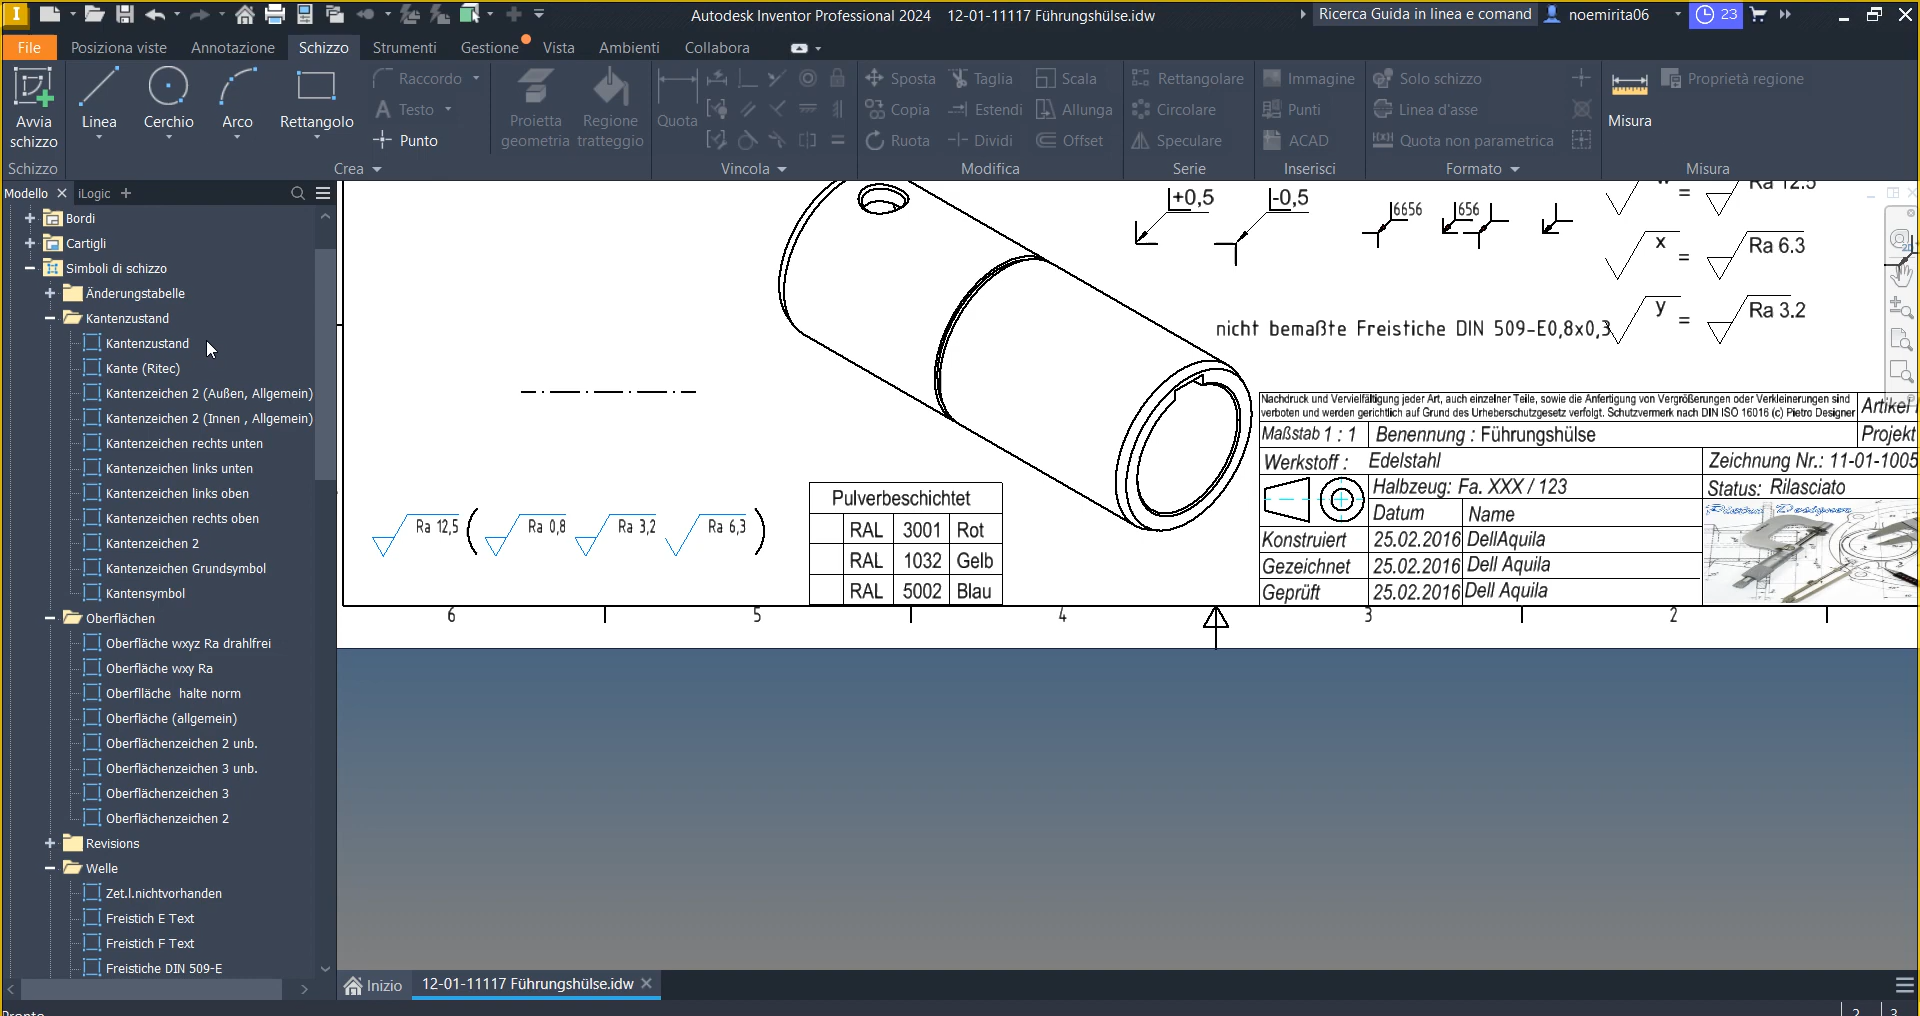 Autodesk Inventor Professional 2024 12-01-11117 Führungshülse.idw
Ricerca Guida in linea e comand
noemirita06
23
File
Posiziona viste
Annotazione
Schizzo
Strumenti
Gestione
Vista
Ambienti
Collabora
Avvia schizzo
Linea
Cerchio
Arco
Rettangolo
Raccordo
Testo
Punto
Proietta geometria
Regione tratteggio
Quota
Sposta
Copia
Ruota
Taglia
Estendi
Dividi
Scala
Allunga
Offset
Rettangolare
Circolare
Speculare
Immagine
Punti
ACAD
Solo schizzo
Linea d'asse
Quota non parametrica
Misura
Proprietà regione
Schizzo
Crea
Vincola
Modifica
Serie
Inserisci
Formato
Misura
Modello
iLogic
Bordi
Cartigli
Simboli di schizzo
Änderungstabelle
Kantenzustand
Kantenzustand
Kante (Ritec)
Kantenzeichen 2 (Außen, Allgemein)
Kantenzeichen 2 (Innen , Allgemein)
Kantenzeichen rechts unten
Kantenzeichen links unten
Kantenzeichen links oben
Kantenzeichen rechts oben
Kantenzeichen 2
Kantenzeichen Grundsymbol
Kantensymbol
Oberflächen
Oberfläche wxyz Ra drahlfrei
Oberfläche wxy Ra
Oberflläche halte norm
Oberfläche (allgemein)
Oberflächenzeichen 2 unb.
Oberflächenzeichen 3 unb.
Oberflächenzeichen 3
Oberflächenzeichen 2
Revisions
Welle
Zet.l.nichtvorhanden
Freistich E Text
Freistich F Text
Freistiche DIN 509-E
+0,5
-0,5
6656
656
w = Ra 12.5
x = Ra 6.3
y = Ra 3.2
nicht bemaßte Freistiche DIN 509-E0,8x0,3
Ra 12,5 ( Ra 0,8 Ra 3,2 Ra 6,3 )
Pulverbeschichtet
RAL 3001 Rot
RAL 1032 Gelb
RAL 5002 Blau
Nachdruck und Vervielfältigung jeder Art, auch einzelner Teile, sowie die Anfertigung von Vergrößerungen oder Verkleinerungen sind
verboten und werden gerichtlich auf Grund des Urheberschutzgesetz verfolgt. Schutzvermerk nach DIN ISO 16016 (c) Pietro Designer
Artikel
Maßstab 1 : 1
Benennung : Führungshülse
Projekt
Werkstoff : Edelstahl
Zeichnung Nr.: 11-01-1005
Halbzeug: Fa. XXX / 123
Status: Rilasciato
Datum
Name
Konstruiert 25.02.2016 DellAquila
Gezeichnet 25.02.2016 Dell Aquila
Geprüft 25.02.2016 Dell Aquila
6 5 4 3 2
Inizio
12-01-11117 Führungshülse.idw
Pronto
2 3